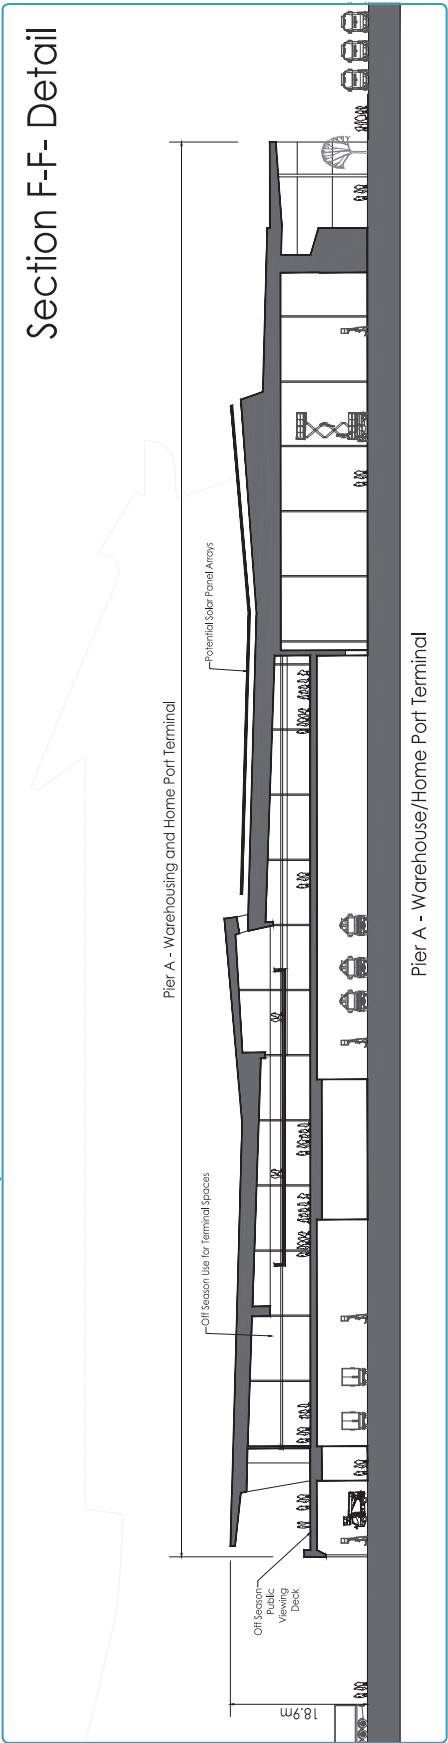 Section F-F- Detail
Pier A - Warehousing and Home Port Terminal
Off Season Use for Terminal Spaces
Potential Solar Panel Arrays
Off Season
Public
Viewing
Deck
18.9m
Pier A - Warehouse/Home Port Terminal